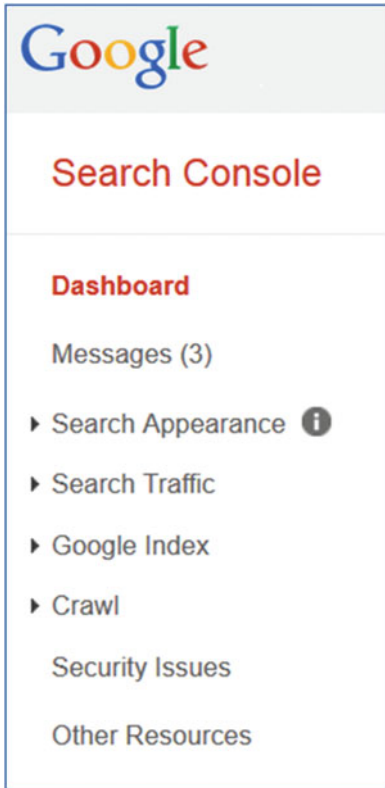 Google
Search Console
Dashboard
Messages (3)
Search Appearance
Search Traffic
Google Index
Crawl
Security Issues
Other Resources